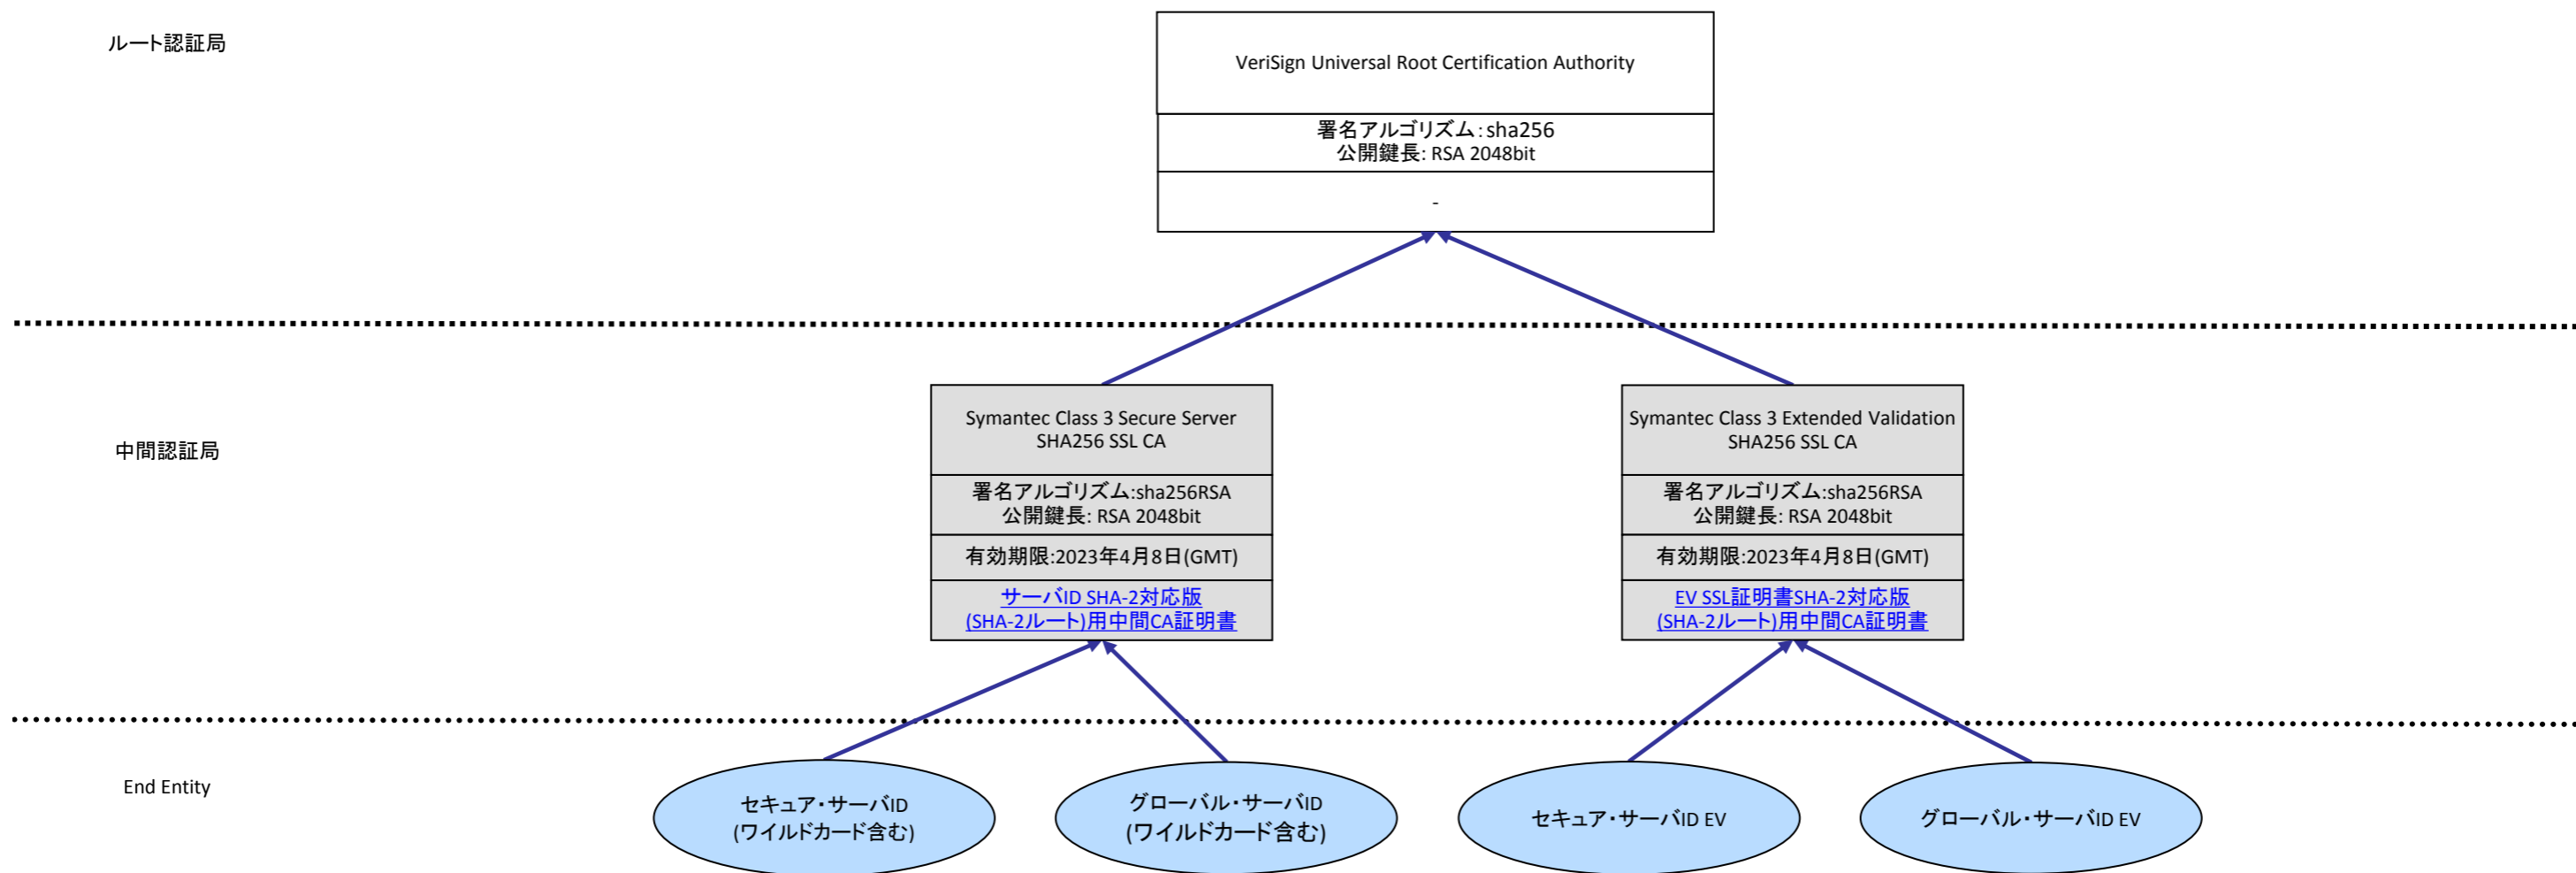 ルート認証局
VeriSign Universal Root Certification Authority
署名アルゴリズム:sha256
公開鍵長: RSA 2048bit
-
中間認証局
Symantec Class 3 Secure Server
SHA256 SSL CA
署名アルゴリズム:sha256RSA
公開鍵長: RSA 2048bit
有効期限:2023年4月8日(GMT)
サーバID SHA-2対応版
(SHA-2ルート)用中間CA証明書
Symantec Class 3 Extended Validation
SHA256 SSL CA
署名アルゴリズム:sha256RSA
公開鍵長: RSA 2048bit
有効期限:2023年4月8日(GMT)
EV SSL証明書SHA-2対応版
(SHA-2ルート)用中間CA証明書
End Entity
セキュア・サーバID
(ワイルドカード含む)
グローバル・サーバID
(ワイルドカード含む)
セキュア・サーバID EV
グローバル・サーバID EV